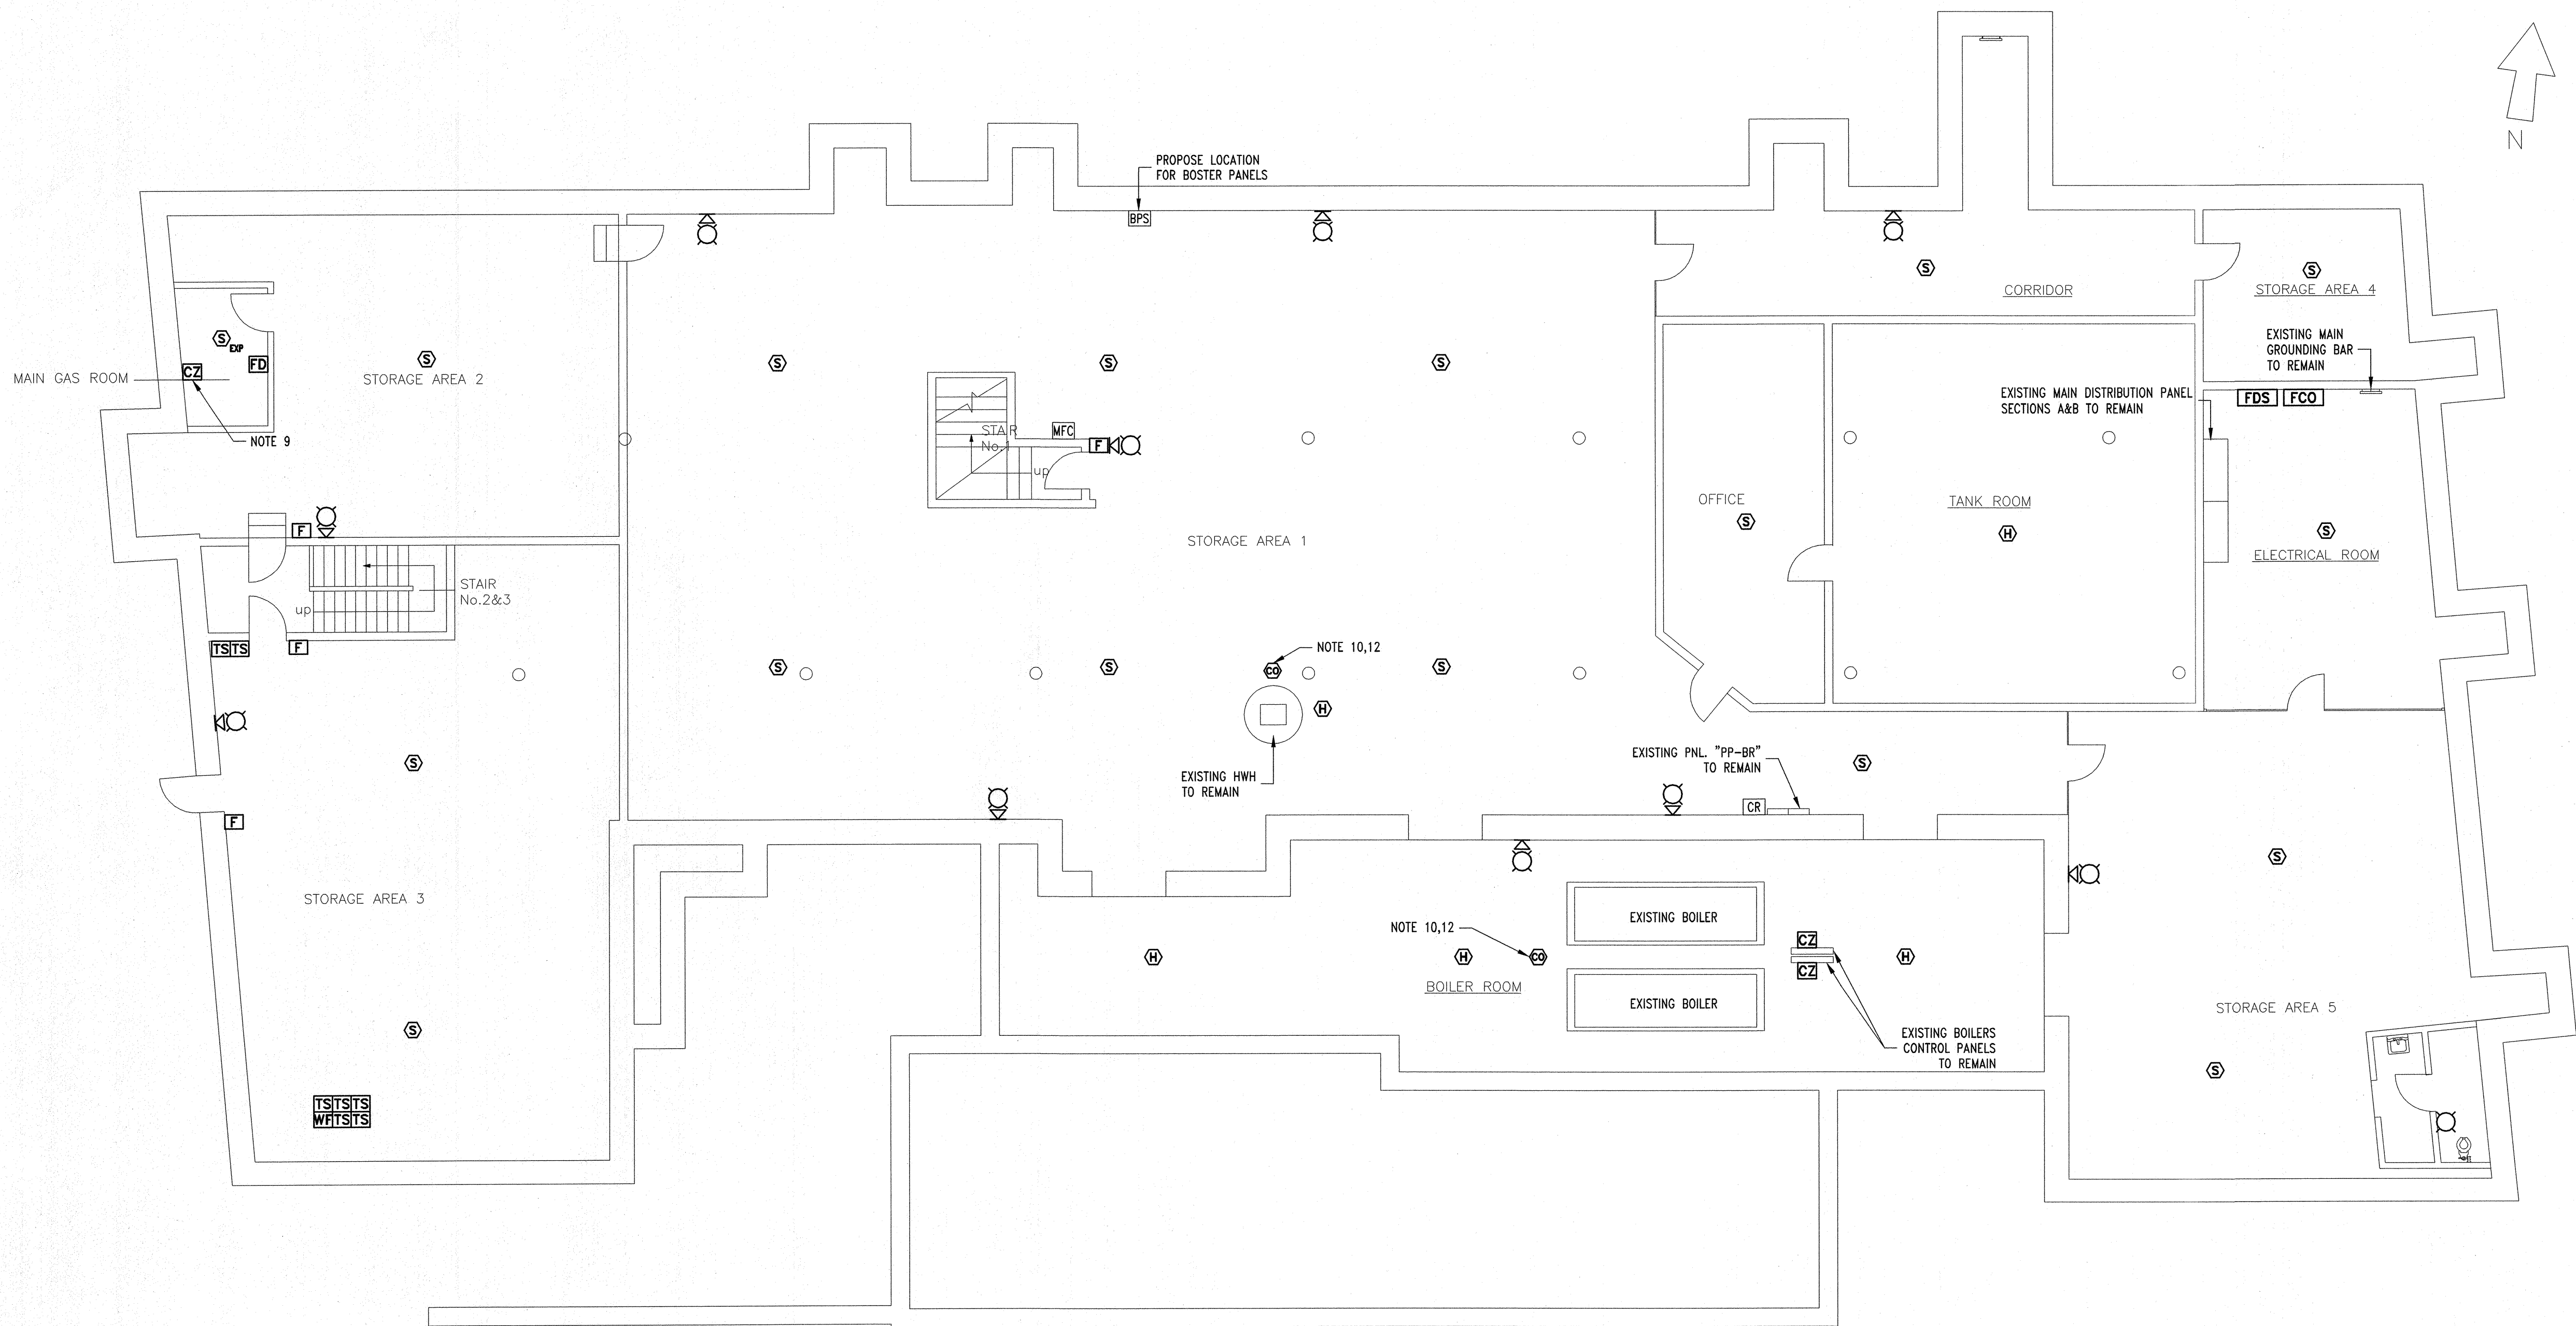 N
PROPOSE LOCATION
FOR BOSTER PANELS
BPS
S
CORRIDOR
S
STORAGE AREA 4
EXISTING MAIN
GROUNDING BAR
TO REMAIN
S EXP
FD
CZ
MAIN GAS ROOM
NOTE 9
S
STORAGE AREA 2
S
S
S
EXISTING MAIN DISTRIBUTION PANEL
SECTIONS A&B TO REMAIN
FDS
FCO
STAIR
No.1
up
MFC
F
OFFICE
S
TANK ROOM
H
S
ELECTRICAL ROOM
F
STORAGE AREA 1
STAIR
No.2&3
up
TS TS
F
NOTE 10,12
CO
S
S
S
H
EXISTING HWH
TO REMAIN
EXISTING PNL. "PP-BR"
TO REMAIN
CR
S
S
F
STORAGE AREA 3
S
EXISTING BOILER
NOTE 10,12
H
H
CO
CZ
CZ
H
BOILER ROOM
EXISTING BOILER
EXISTING BOILERS
CONTROL PANELS
TO REMAIN
STORAGE AREA 5
S
S
TS TS TS
WF TS TS